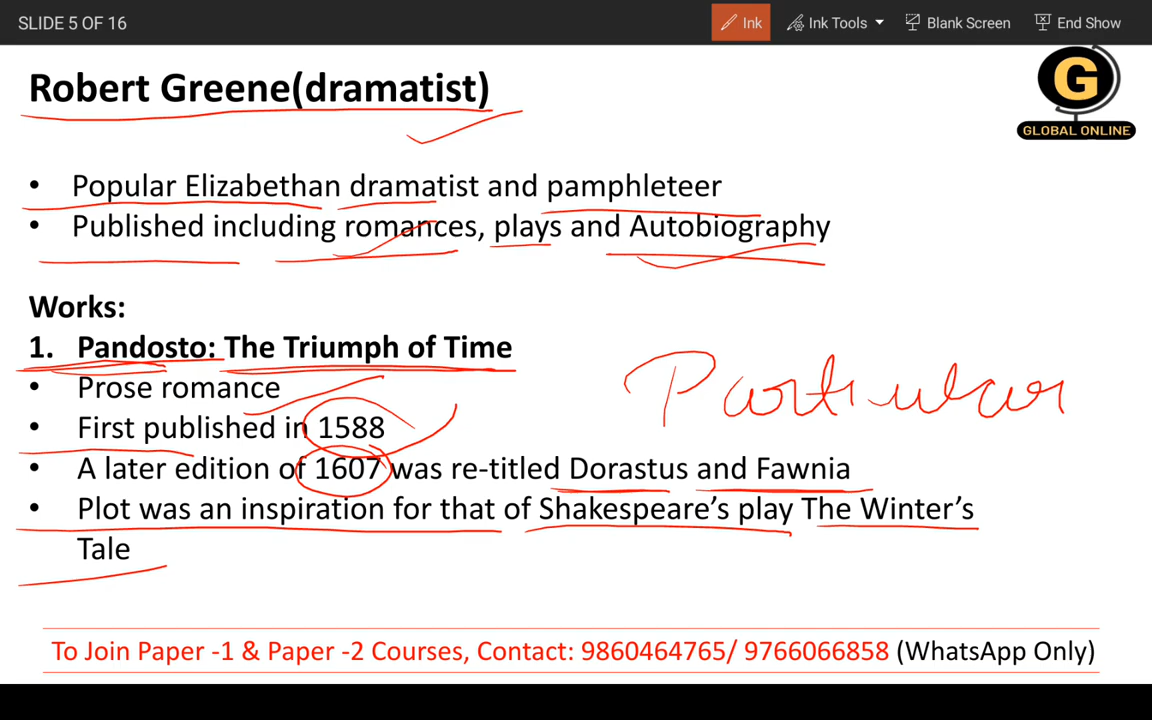 SLIDE 5 OF 16
Ink
Ink Tools
Blank Screen
End Show
Robert Greene(dramatist)
G
GLOBAL ONLINE
• Popular Elizabethan dramatist and pamphleteer
• Published including romances, plays and Autobiography
Works:
1. Pandosto: The Triumph of Time
• Prose romance
Particular
• First published in 1588
• A later edition of 1607 was re-titled Dorastus and Fawnia
• Plot was an inspiration for that of Shakespeare's play The Winter's
Tale
To Join Paper -1 & Paper -2 Courses, Contact: 9860464765/ 9766066858 (WhatsApp Only)